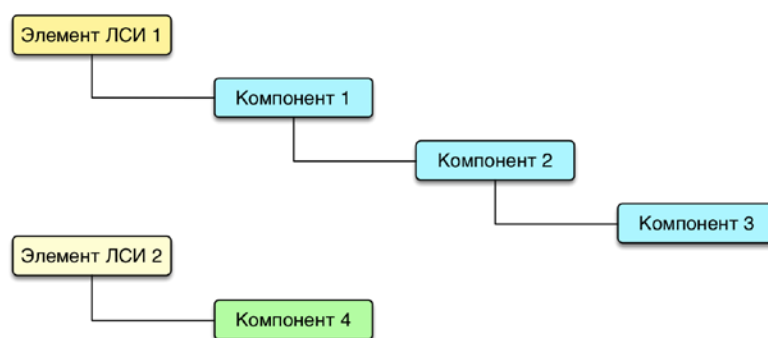 Элемент ЛСИ 1
Компонент 1
Компонент 2
Компонент 3
Элемент ЛСИ 2
Компонент 4